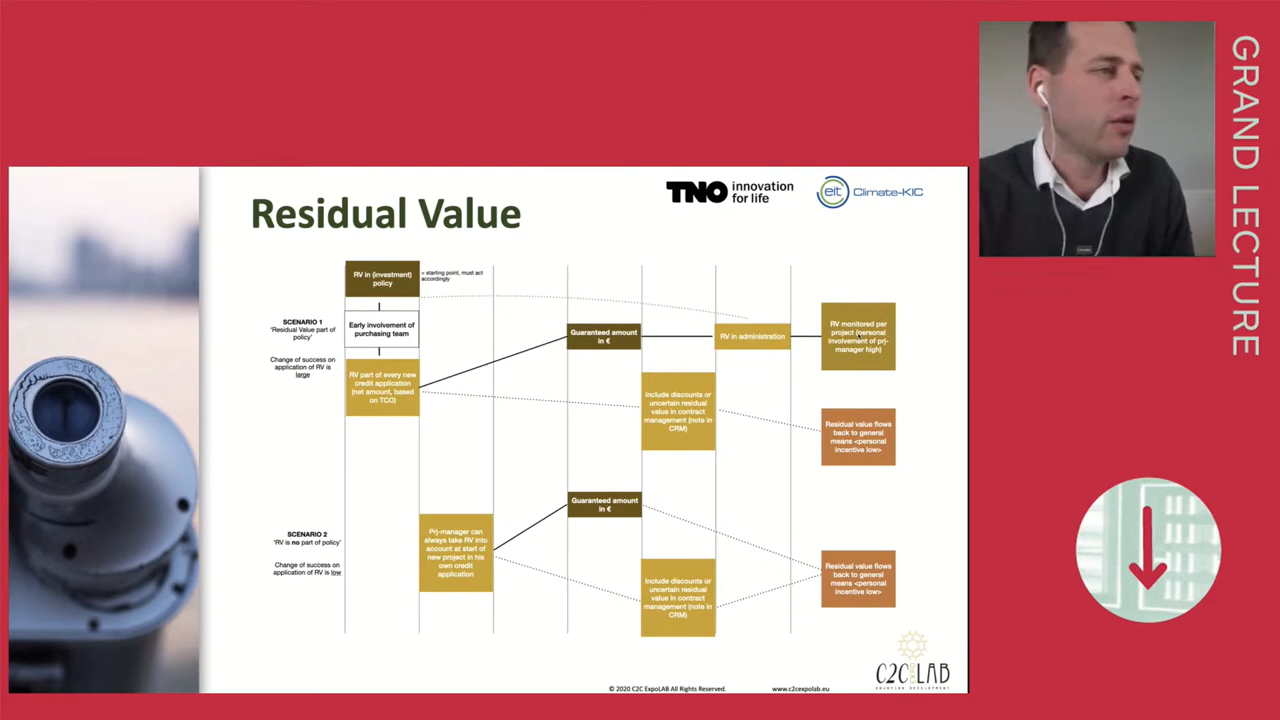 GRAND LECTURE
Residual Value
TNO innovation
for life
eit Climate-KIC
RV in (investment)
policy
= starting point, must act
accordingly
SCENARIO 1
'Residual Value part of
policy'
Change of success on
application of RV is
large
Early involvement of
purchasing team
RV part of every new
credit application
(net amount, based
on TCO)
Guaranteed amount
in €
RV in administration
RV monitored per
project (personal
involvement of prj-
manager high)
Include discounts or
uncertain residual
value in contract
management (note in
CRM)
Residual value flows
back to general
means <personal
incentive low>
SCENARIO 2
'RV is no part of policy'
Change of success on
application of RV is low
Prj-manager can
always take RV into
account at start of
new project in his
own credit
application
Guaranteed amount
in €
Include discounts or
uncertain residual
value in contract
management (note in
CRM)
Residual value flows
back to general
means <personal
incentive low>
C2C EXPO LAB
ENJOYING DEVELOPMENT
© 2020 C2C ExpoLAB All Rights Reserved.
www.c2cexpolab.eu